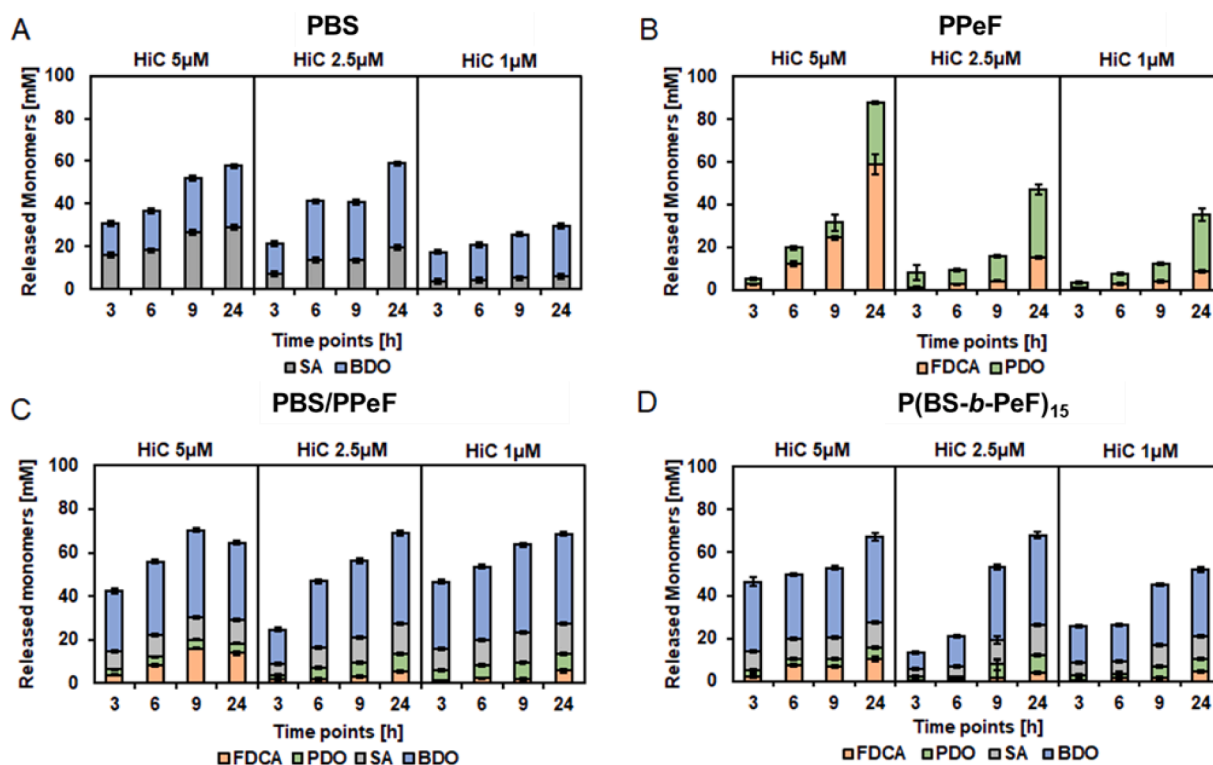 A
PBS
HiC 5µM HiC 2.5µM HiC 1µM
Released Monomers [mM]
100
80
60
40
20
0
3 6 9 24 3 6 9 24 3 6 9 24
Time points [h]
SA BDO
B
PPeF
HiC 5µM HiC 2.5µM HiC 1µM
Released Monomers [mM]
100
80
60
40
20
0
3 6 9 24 3 6 9 24 3 6 9 24
Time points [h]
FDCA PDO
C
PBS/PPeF
HiC 5µM HiC 2.5µM HiC 1µM
Released monomers [mM]
100
80
60
40
20
0
3 6 9 24 3 6 9 24 3 6 9 24
Time points [h]
FDCA PDO SA BDO
D
P(BS-b-PeF)15
HiC 5µM HiC 2.5µM HiC 1µM
Released Monomers [mM]
100
80
60
40
20
0
3 6 9 24 3 6 9 24 3 6 9 24
Time points [h]
FDCA PDO SA BDO